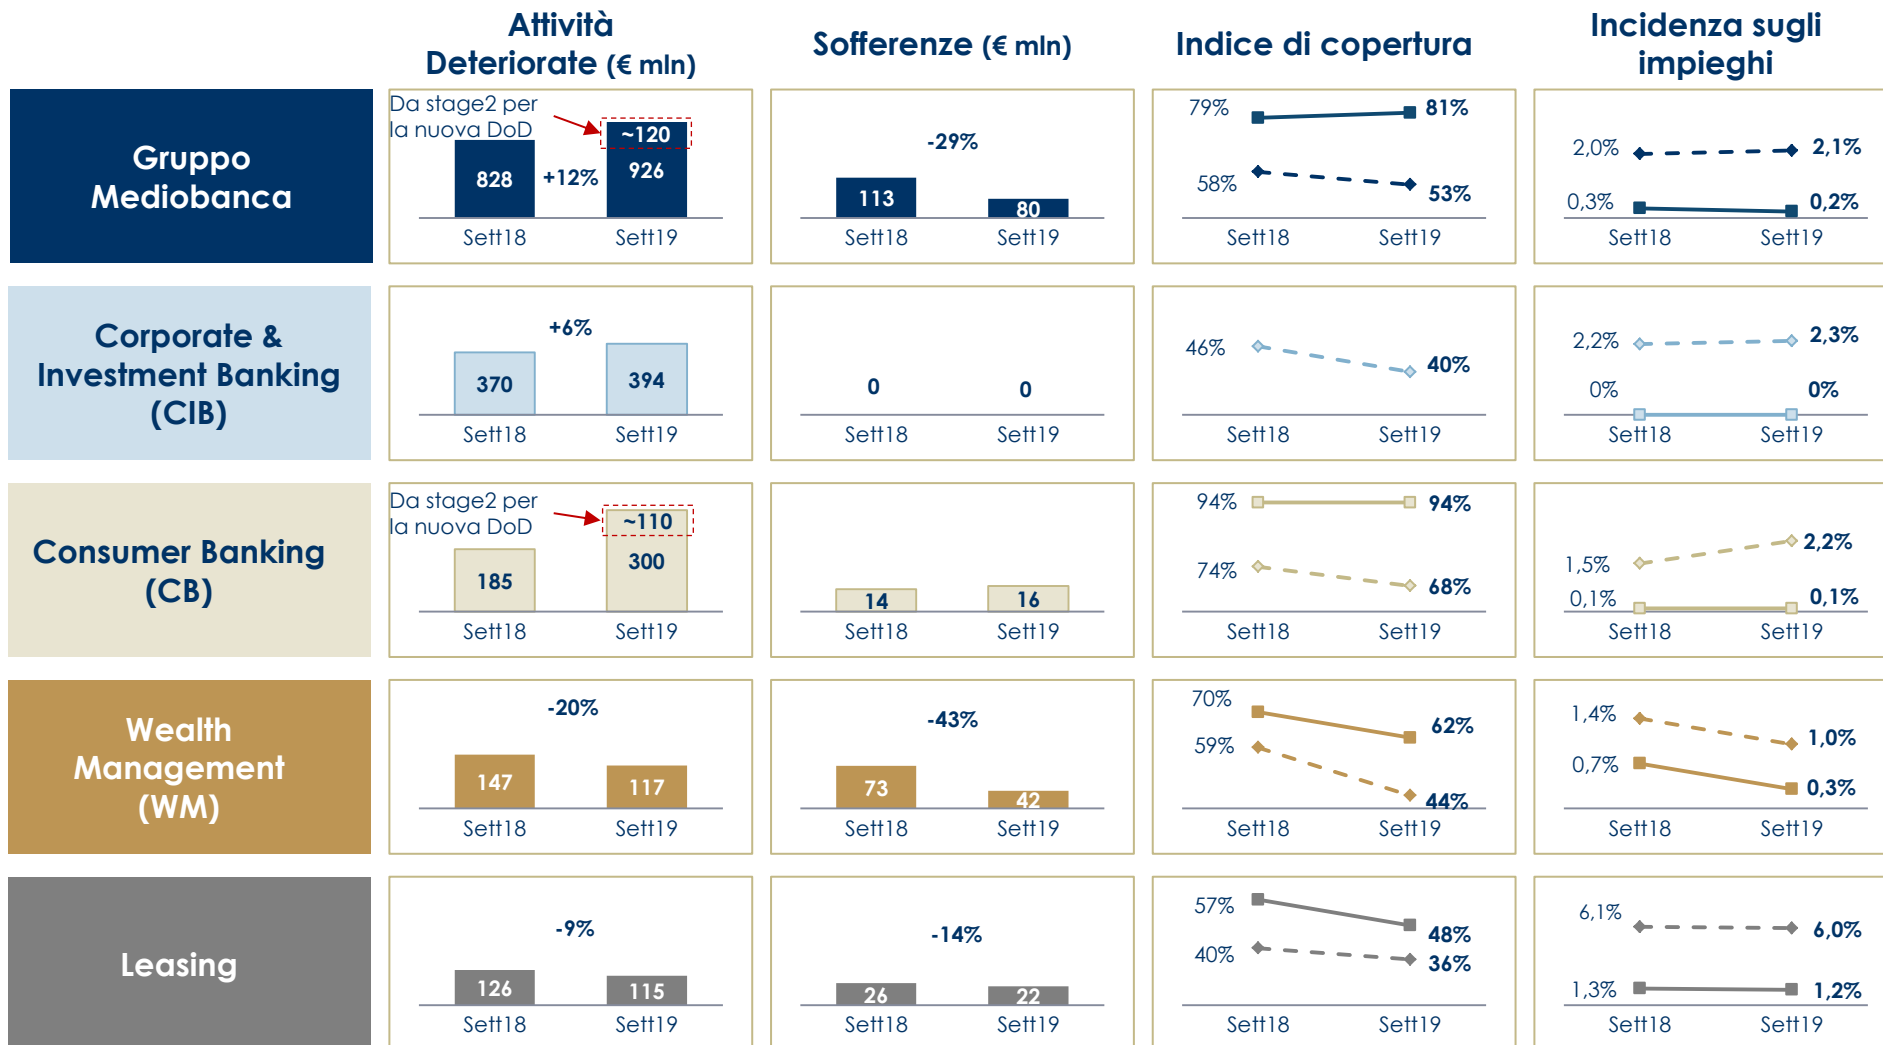 Attività
Deteriorate (€ mln)
Sofferenze (€ mln)
Indice di copertura
Incidenza sugli
impieghi
Gruppo
Mediobanca
Da stage2 per
la nuova DoD
~120
828
+12%
926
Sett18
Sett19
-29%
113
80
Sett18
Sett19
79%
81%
58%
53%
Sett18
Sett19
2,0%
2,1%
0,3%
0,2%
Sett18
Sett19
Corporate &
Investment Banking
(CIB)
+6%
370
394
Sett18
Sett19
0
0
Sett18
Sett19
46%
40%
Sett18
Sett19
2,2%
2,3%
0%
0%
Sett18
Sett19
Consumer Banking
(CB)
Da stage2 per
la nuova DoD
~110
185
300
Sett18
Sett19
14
16
Sett18
Sett19
94%
94%
74%
68%
Sett18
Sett19
1,5%
2,2%
0,1%
0,1%
Sett18
Sett19
Wealth
Management
(WM)
-20%
147
117
Sett18
Sett19
-43%
73
42
Sett18
Sett19
70%
62%
59%
44%
Sett18
Sett19
1,4%
1,0%
0,7%
0,3%
Sett18
Sett19
Leasing
-9%
126
115
Sett18
Sett19
-14%
26
22
Sett18
Sett19
57%
48%
40%
36%
Sett18
Sett19
6,1%
6,0%
1,3%
1,2%
Sett18
Sett19